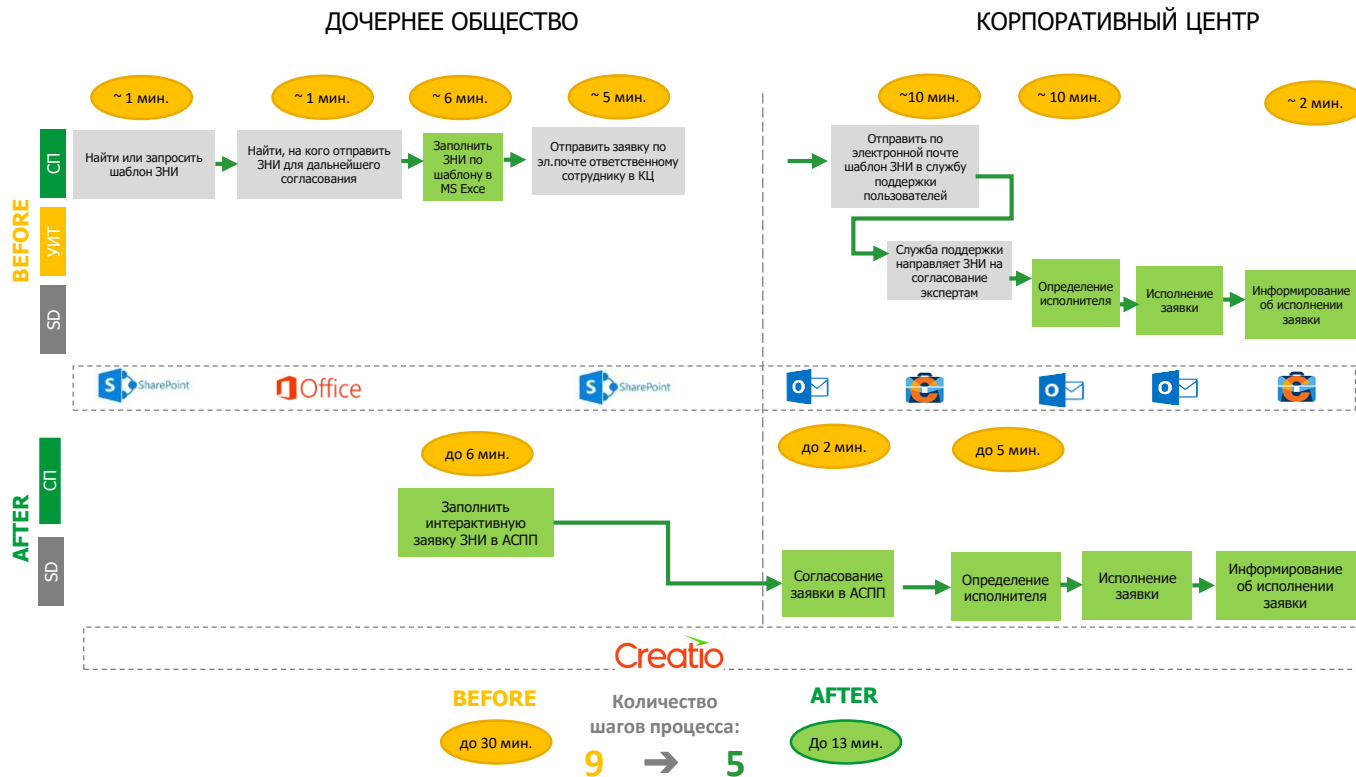 ДОЧЕРНЕЕ ОБЩЕСТВО
КОРПОРАТИВНЫЙ ЦЕНТР
~ 1 мин.
~ 1 мин.
~ 6 мин.
~ 5 мин.
~10 мин.
~ 10 мин.
~ 2 мин.
BEFORE
СП
УИТ
SD
Найти или запросить
шаблон ЗНИ
Найти, на кого отправить
ЗНИ для дальнейшего
согласования
Заполнить
ЗНИ по
шаблону в
MS Exce
Отправить заявку по
эл.почте ответственному
сотруднику в КЦ
Отправить по
электронной почте
шаблон ЗНИ в службу
поддержки
пользователей
Служба поддержки
направляет ЗНИ на
согласование
экспертам
Определение
исполнителя
Исполнение
заявки
Информирование
об исполнении
заявки
S SharePoint
Office
S SharePoint
O
C
O
O
C
до 6 мин.
до 2 мин.
до 5 мин.
AFTER
СП
SD
Заполнить
интерактивную
заявку ЗНИ в АСПП
Согласование
заявки в АСПП
Определение
исполнителя
Исполнение
заявки
Информирование
об исполнении
заявки
Creatio
BEFORE
до 30 мин.
Количество
шагов процесса:
9 → 5
AFTER
До 13 мин.